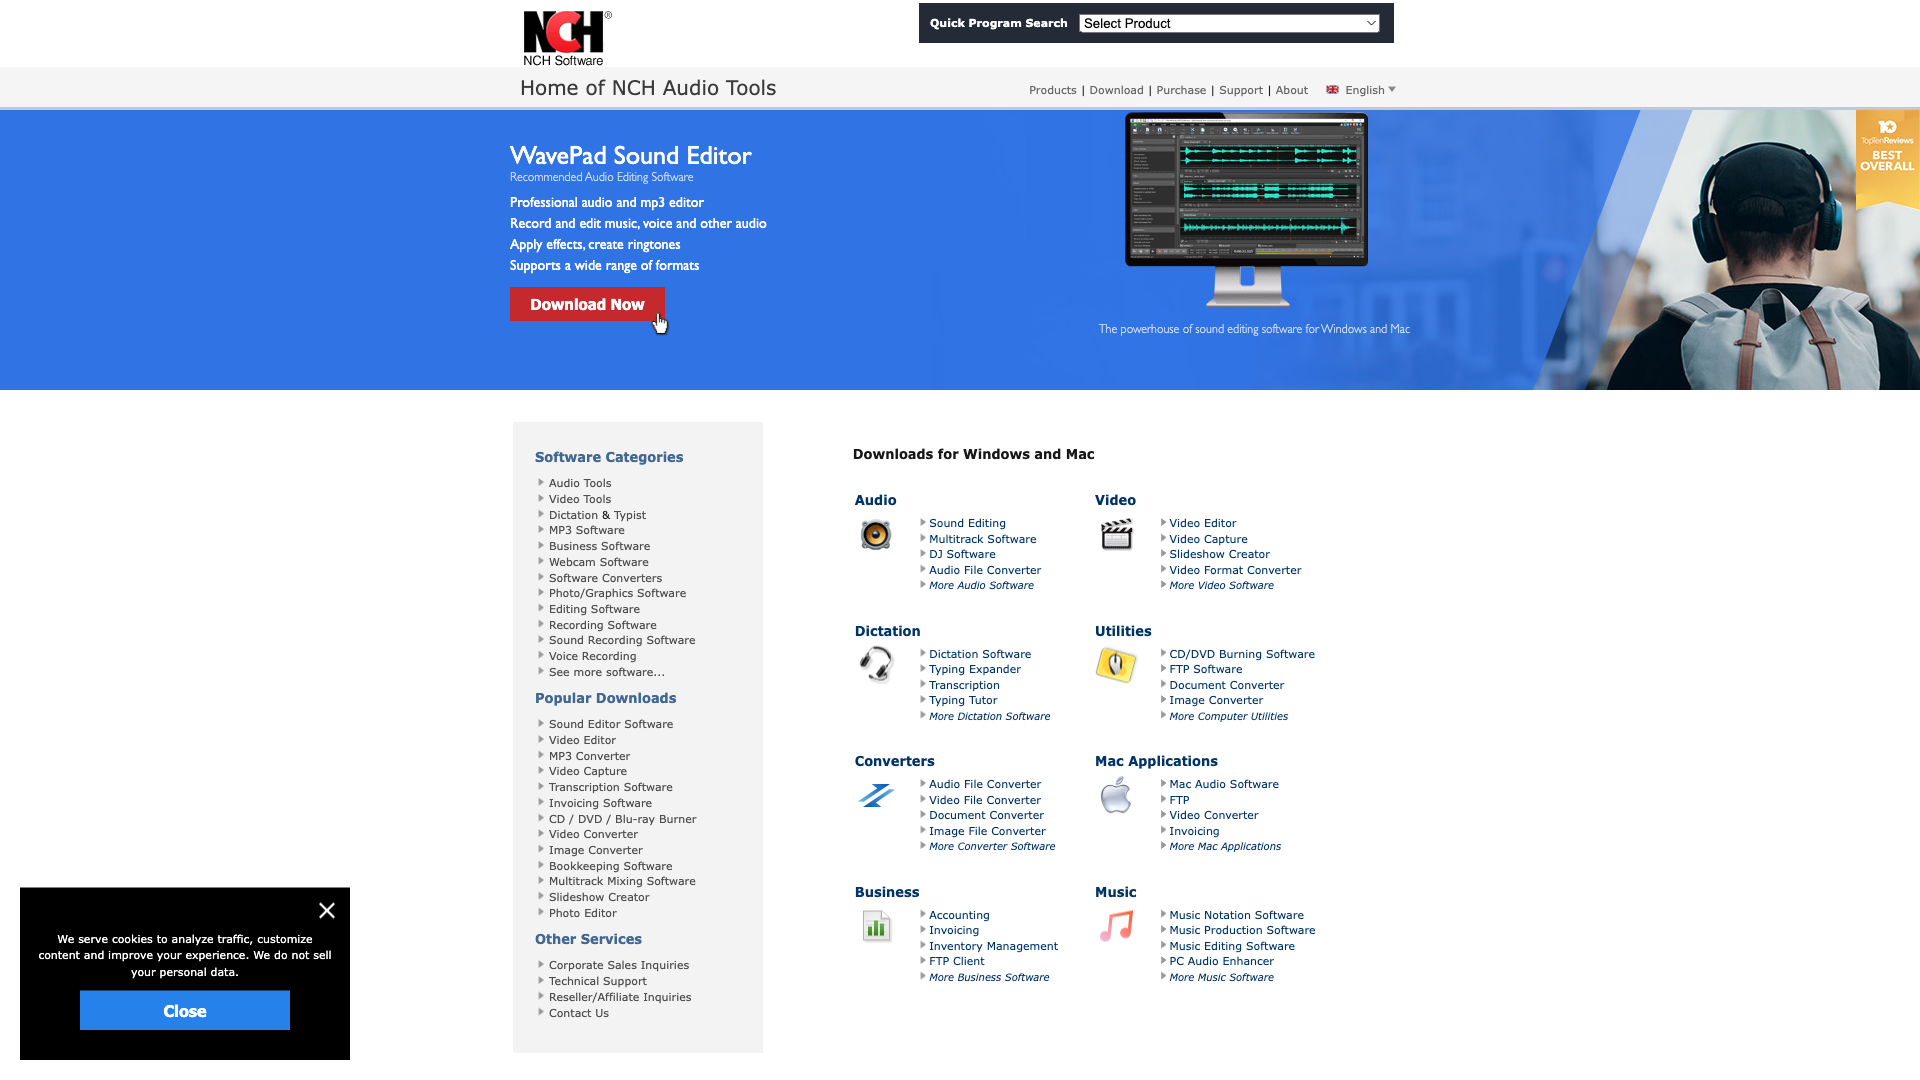 NCH®
NCH Software
Quick Program Search
Select Product
Home of NCH Audio Tools
Products | Download | Purchase | Support | About
English
WavePad Sound Editor
Recommended Audio Editing Software
Professional audio and mp3 editor
Record and edit music, voice and other audio
Apply effects, create ringtones
Supports a wide range of formats
Download Now
The powerhouse of sound editing software for Windows and Mac
10
TopTenReviews
BEST
OVERALL
Software Categories
Audio Tools
Video Tools
Dictation & Typist
MP3 Software
Business Software
Webcam Software
Software Converters
Photo/Graphics Software
Editing Software
Recording Software
Sound Recording Software
Voice Recording
See more software...
Popular Downloads
Sound Editor Software
Video Editor
MP3 Converter
Video Capture
Transcription Software
Invoicing Software
CD / DVD / Blu-ray Burner
Video Converter
Image Converter
Bookkeeping Software
Multitrack Mixing Software
Slideshow Creator
Photo Editor
Other Services
Corporate Sales Inquiries
Technical Support
Reseller/Affiliate Inquiries
Contact Us
Downloads for Windows and Mac
Audio
Sound Editing
Multitrack Software
DJ Software
Audio File Converter
More Audio Software
Video
Video Editor
Video Capture
Slideshow Creator
Video Format Converter
More Video Software
Dictation
Dictation Software
Typing Expander
Transcription
Typing Tutor
More Dictation Software
Utilities
CD/DVD Burning Software
FTP Software
Document Converter
Image Converter
More Computer Utilities
Converters
Audio File Converter
Video File Converter
Document Converter
Image File Converter
More Converter Software
Mac Applications
Mac Audio Software
FTP
Video Converter
Invoicing
More Mac Applications
Business
Accounting
Invoicing
Inventory Management
FTP Client
More Business Software
Music
Music Notation Software
Music Production Software
Music Editing Software
PC Audio Enhancer
More Music Software
We serve cookies to analyze traffic, customize
content and improve your experience. We do not sell
your personal data.
Close